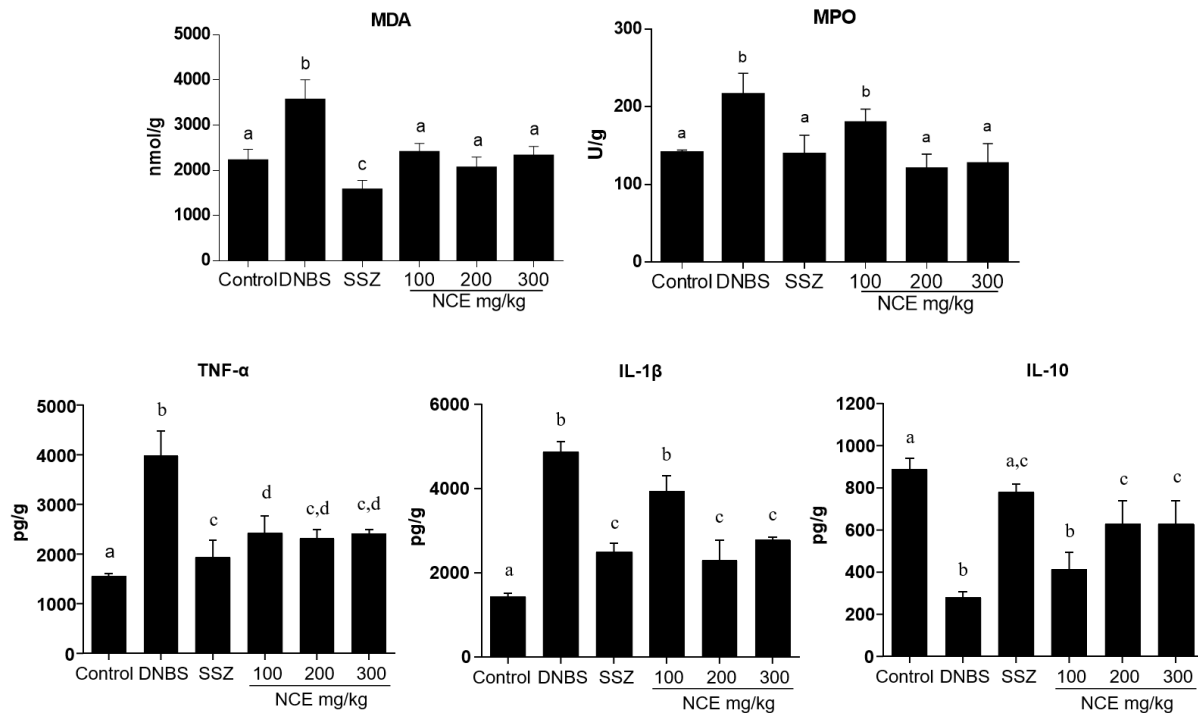 MDA
nmol/g
5000
4000
3000
2000
1000
0
a
b
c
a
a
a
Control DNBS SSZ 100 200 300
NCE mg/kg
MPO
U/g
300
200
100
0
a
b
a
b
a
a
Control DNBS SSZ 100 200 300
NCE mg/kg
TNF-α
pg/g
5000
4000
3000
2000
1000
0
a
b
c
d
c,d
c,d
Control DNBS SSZ 100 200 300
NCE mg/kg
IL-1β
pg/g
6000
4000
2000
0
a
b
c
b
c
c
Control DNBS SSZ 100 200 300
NCE mg/kg
IL-10
pg/g
1200
1000
800
600
400
200
0
a
b
a,c
b
c
c
Control DNBS SSZ 100 200 300
NCE mg/kg